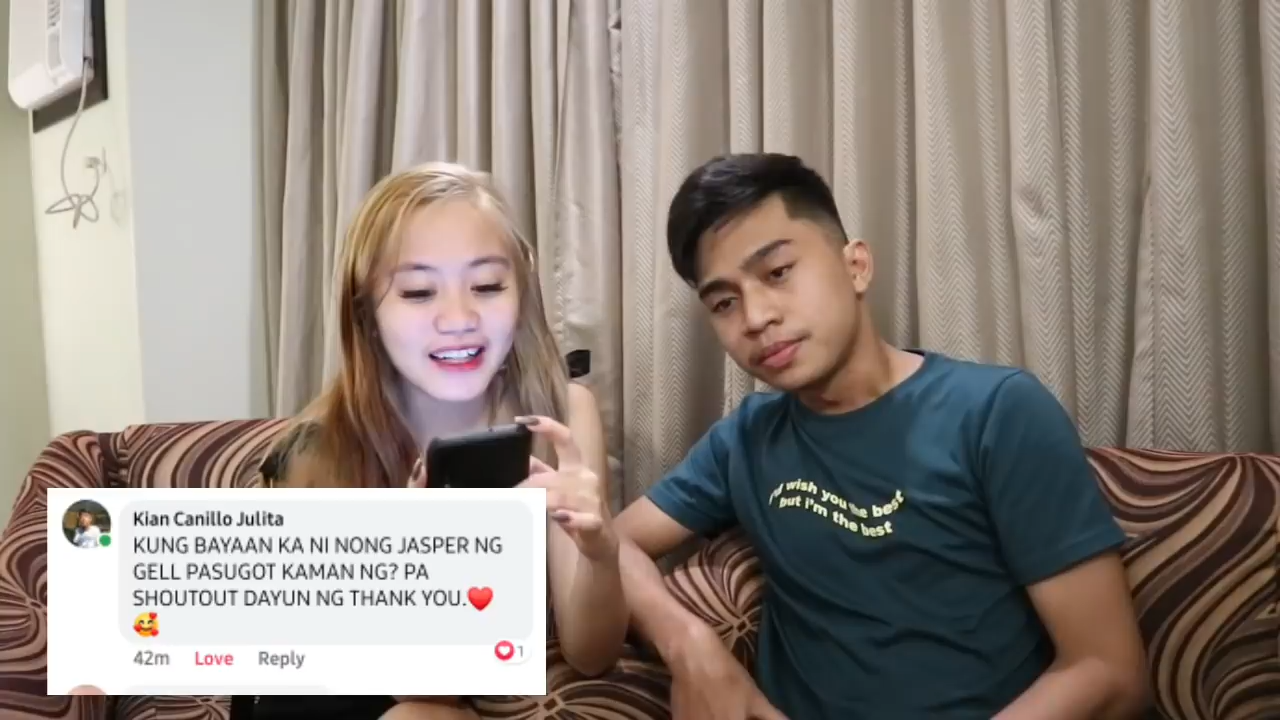 I'd wish you the best
but i'm the best
Kian Canillo Julita
KUNG BAYAAN KA NI NONG JASPER NG
GELL PASUGOT KAMAN NG? PA
SHOUTOUT DAYUN NG THANK YOU.❤️
🥰
42m Love Reply
1